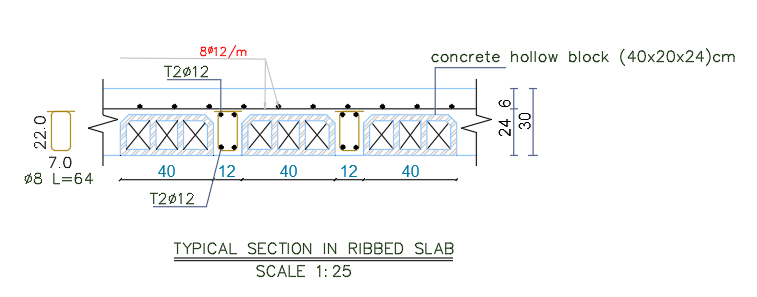 8ø12/m
concrete hollow block (40x20x24)cm
T2ø12
6
24
30
22.0
7.0
ø8 L=64
40
12
40
12
40
T2ø12
TYPICAL SECTION IN RIBBED SLAB
SCALE 1:25